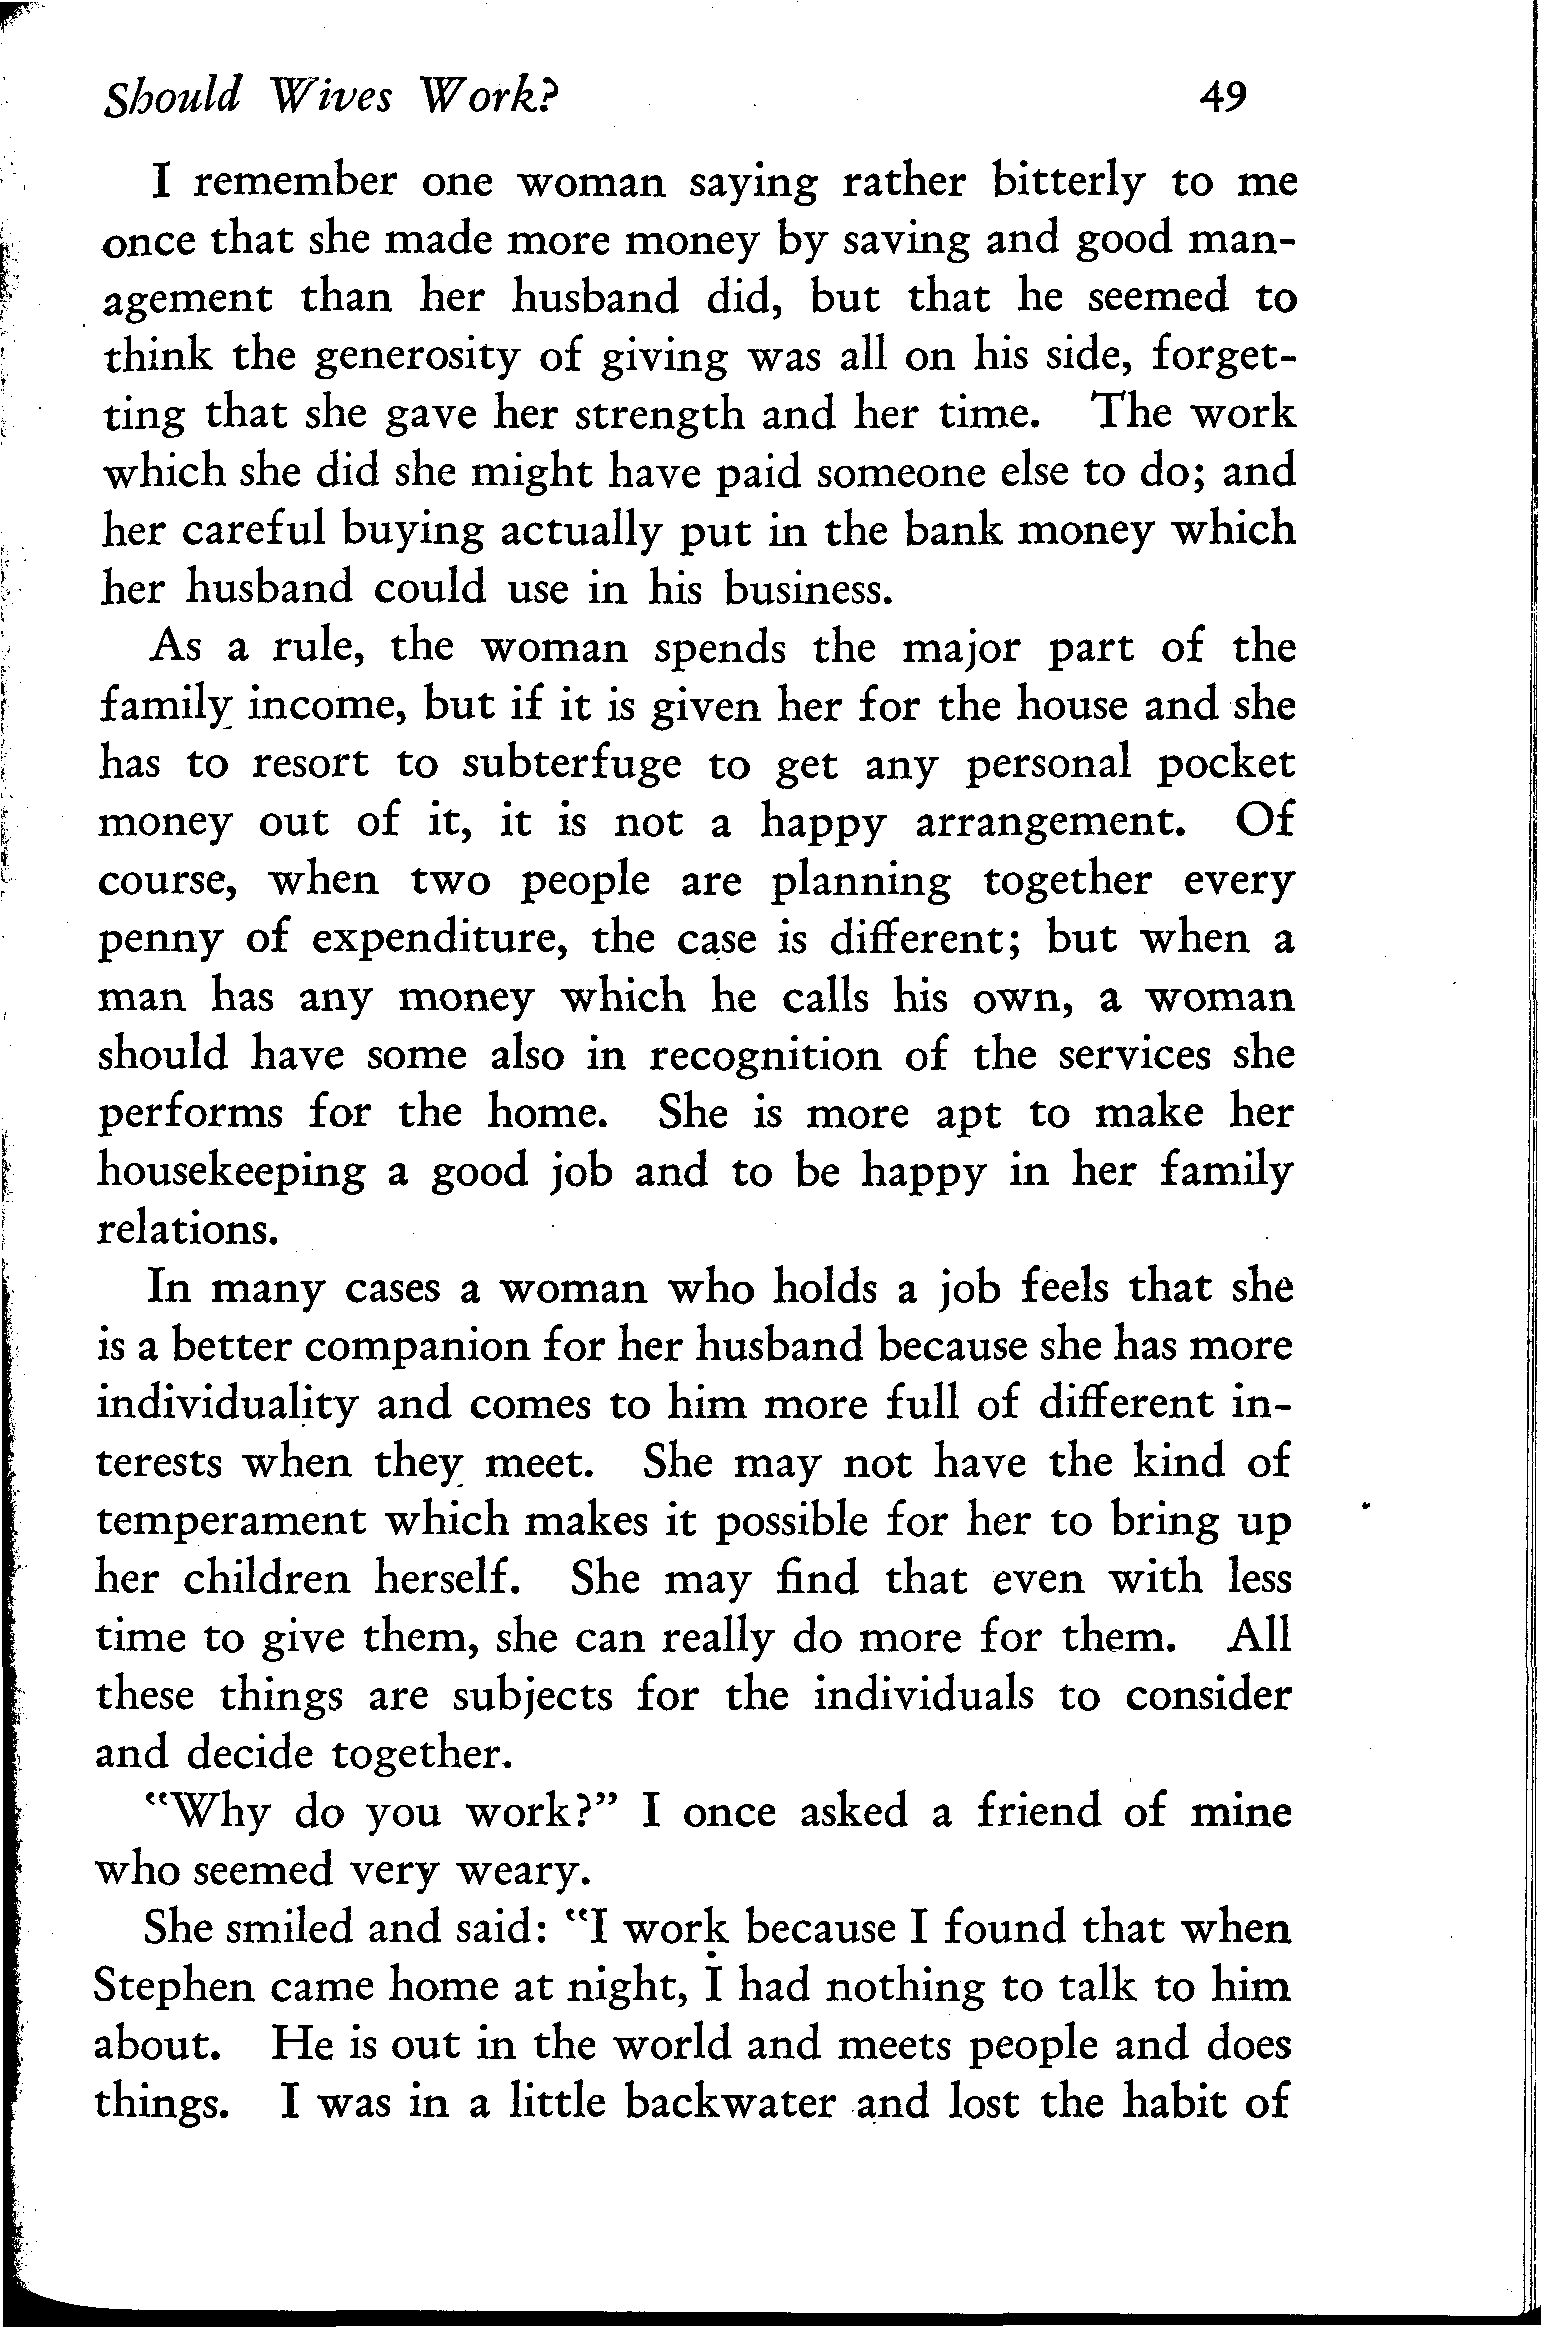 Should Wives Work? 49
I remember one woman saying rather bitterly to me
once that she made more money by saving and good man-
agement than her husband did, but that he seemed to
think the generosity of giving was all on his side, forget-
ting that she gave her strength and her time. The work
which she did she might have paid someone else to do; and
her careful buying actually put in the bank money which
her husband could use in his business.
As a rule, the woman spends the major part of the
family income, but if it is given her for the house and she
has to resort to subterfuge to get any personal pocket
money out of it, it is not a happy arrangement. Of
course, when two people are planning together every
penny of expenditure, the case is different; but when a
man has any money which he calls his own, a woman
should have some also in recognition of the services she
performs for the home. She is more apt to make her
housekeeping a good job and to be happy in her family
relations.
In many cases a woman who holds a job feels that she
is a better companion for her husband because she has more
individuality and comes to him more full of different in-
terests when they meet. She may not have the kind of
temperament which makes it possible for her to bring up
her children herself. She may find that even with less
time to give them, she can really do more for them. All
these things are subjects for the individuals to consider
and decide together.
"Why do you work?" I once asked a friend of mine
who seemed very weary.
She smiled and said: "I work because I found that when
Stephen came home at night, I had nothing to talk to him
about. He is out in the world and meets people and does
things. I was in a little backwater and lost the habit of